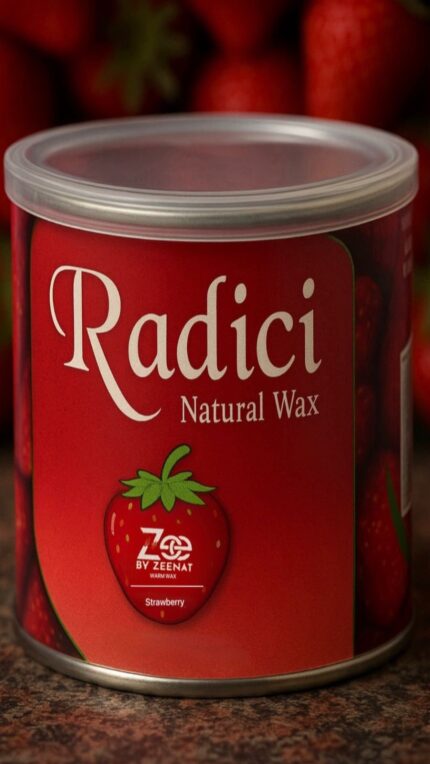 Radici
Natural Wax
Zee
BY ZEENAT
WARM WAX
Strawberry